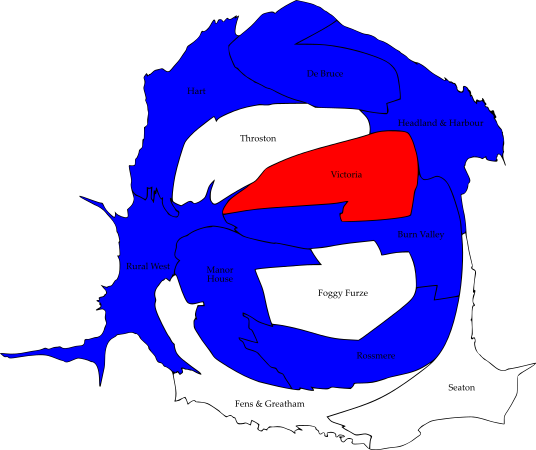 De Bruce
Hart
Headland & Harbour
Throston
Victoria
Burn Valley
Rural West
Manor
House
Foggy Furze
Rossmere
Seaton
Fens & Greatham